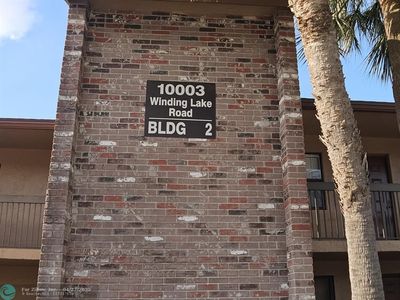 10003
Winding Lake
Road
BLDG 2